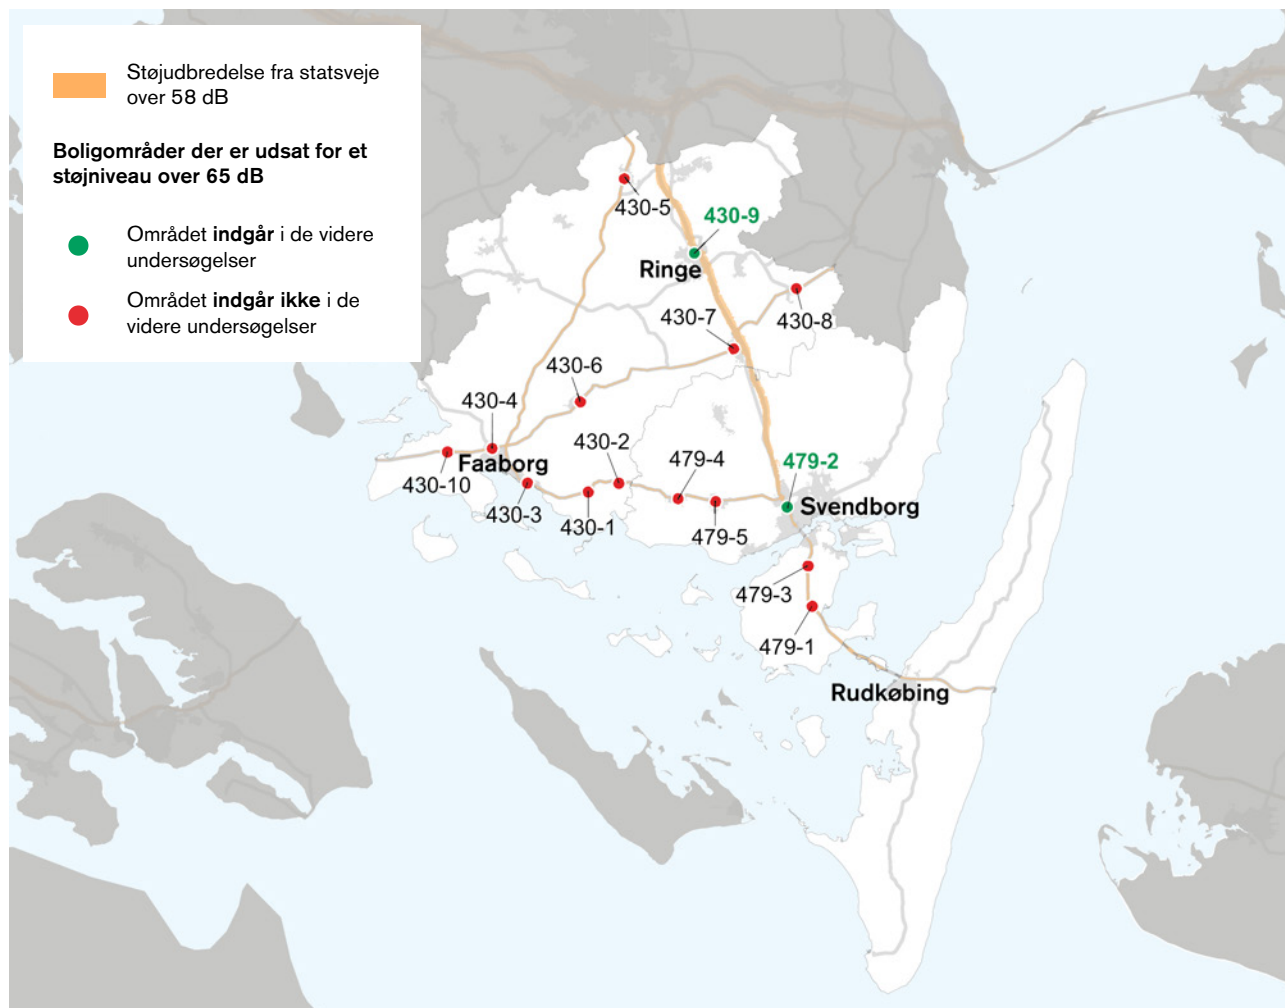 Støjudbredelse fra statsveje
over 58 dB
Boligområder der er udsat for et
støjniveau over 65 dB
Området indgår i de videre
undersøgelser
Området indgår ikke i de
videre undersøgelser
430-5
430-9
Ringe
430-7
430-8
430-6
430-4
430-2
479-4
479-2
Faaborg
430-10
430-3
430-1
479-5
Svendborg
479-3
479-1
Rudkøbing